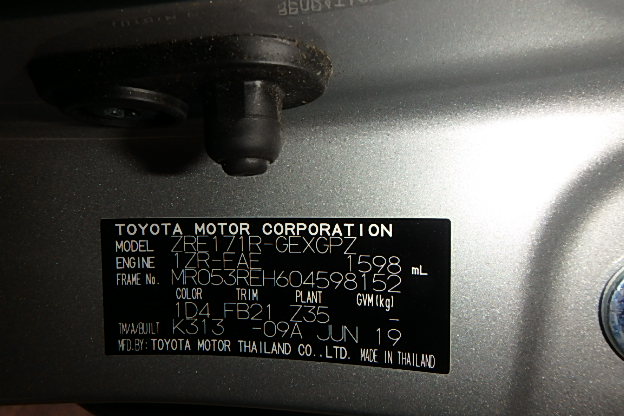 TOYOTA MOTOR CORPORATION
MODEL ZRE171R-GEXGPZ
ENGINE 1ZR-FAE 1598 mL
FRAME No. MR053REH604598152
COLOR TRIM PLANT GVM(kg)
1D4 FB21 Z35 -
TM/A/BUILT K313 -09A JUN 19
MFD.BY: TOYOTA MOTOR THAILAND CO.,LTD. MADE IN THAILAND